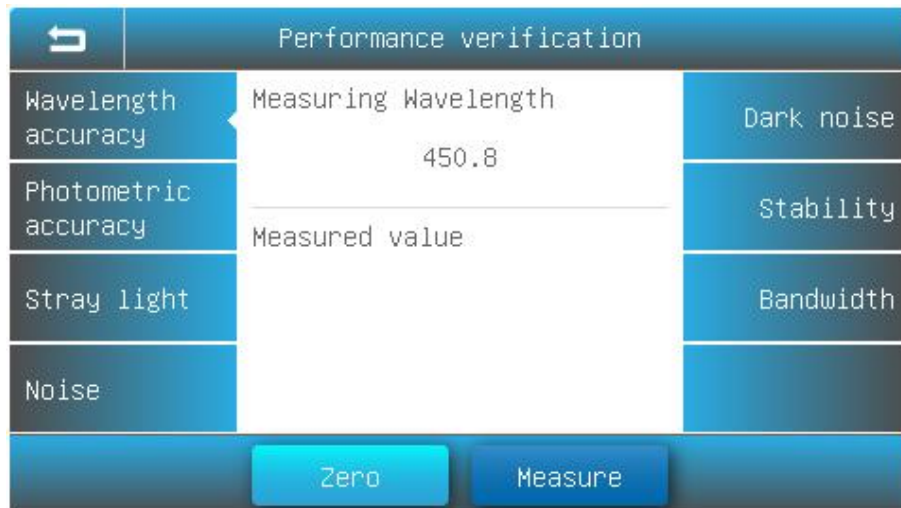 Performance verification
Wavelength
accuracy
Photometric
accuracy
Stray light
Noise
Measuring Wavelength
450.8
Measured value
Dark noise
Stability
Bandwidth
Zero
Measure